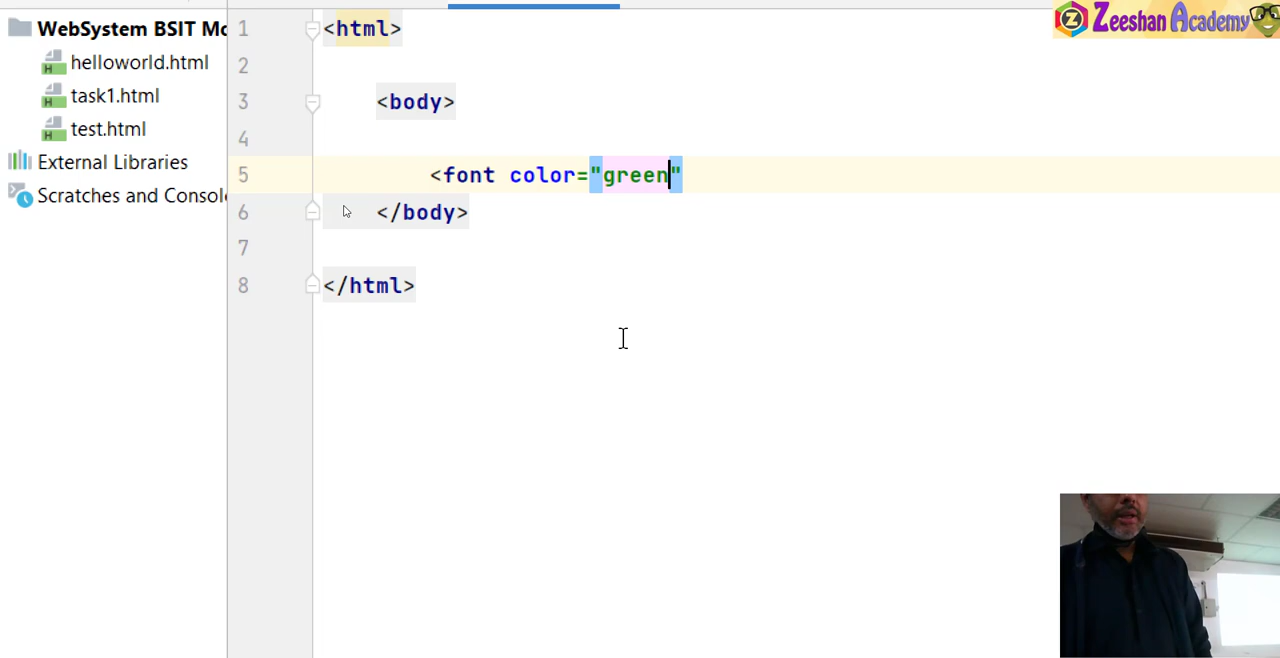 Zeeshan Academy
WebSystem BSIT Mo
helloworld.html
task1.html
test.html
External Libraries
Scratches and Consol
1 <html>
2
3 <body>
4
5 <font color="green"
6 </body>
7
8 </html>